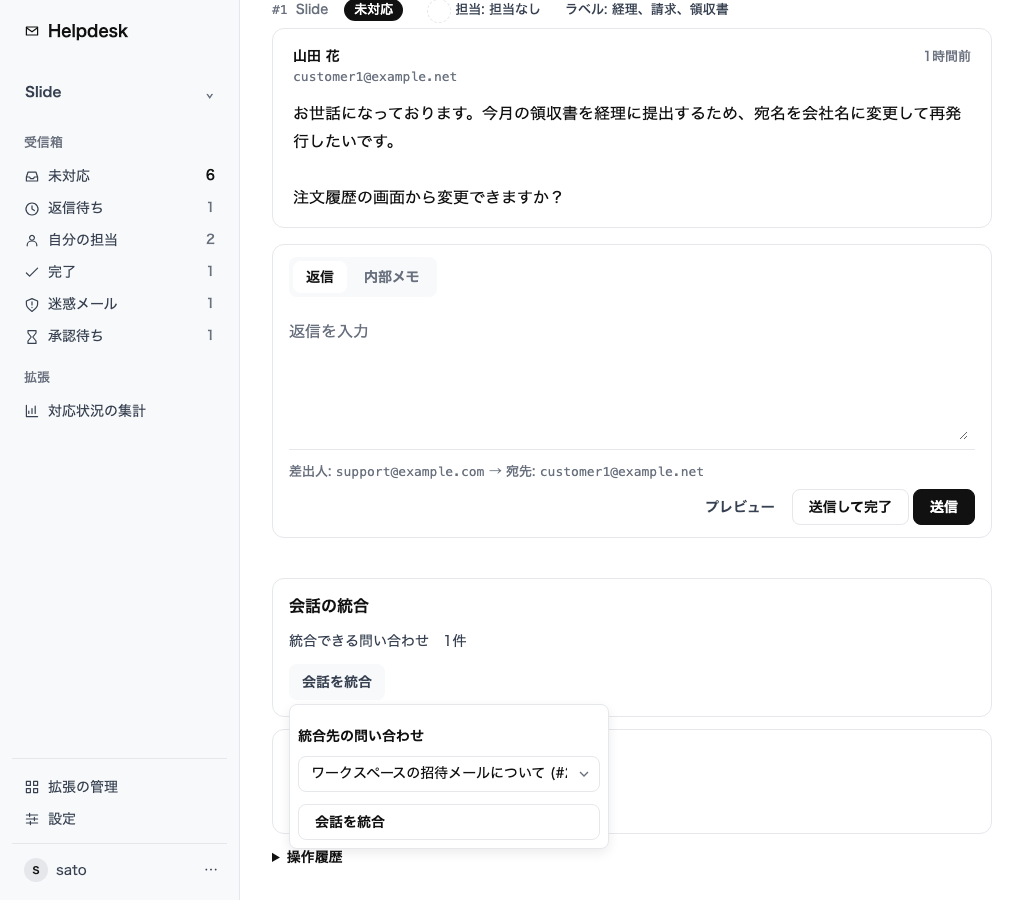 Helpdesk
Slide
受信箱
未対応 6
返信待ち 1
自分の担当 2
完了 1
迷惑メール 1
承認待ち 1
拡張
対応状況の集計
拡張の管理
設定
S sato ...
#1 Slide 未対応 担当: 担当なし ラベル: 経理、請求、領収書
山田 花 1時間前
customer1@example.net
お世話になっております。今月の領収書を経理に提出するため、宛名を会社名に変更して再発
行したいです。
注文履歴の画面から変更できますか？
返信 内部メモ
返信を入力
差出人: support@example.com → 宛先: customer1@example.net
プレビュー 送信して完了 送信
会話の統合
統合できる問い合わせ 1件
会話を統合
統合先の問い合わせ
ワークスペースの招待メールについて (#2
会話を統合
▶ 操作履歴